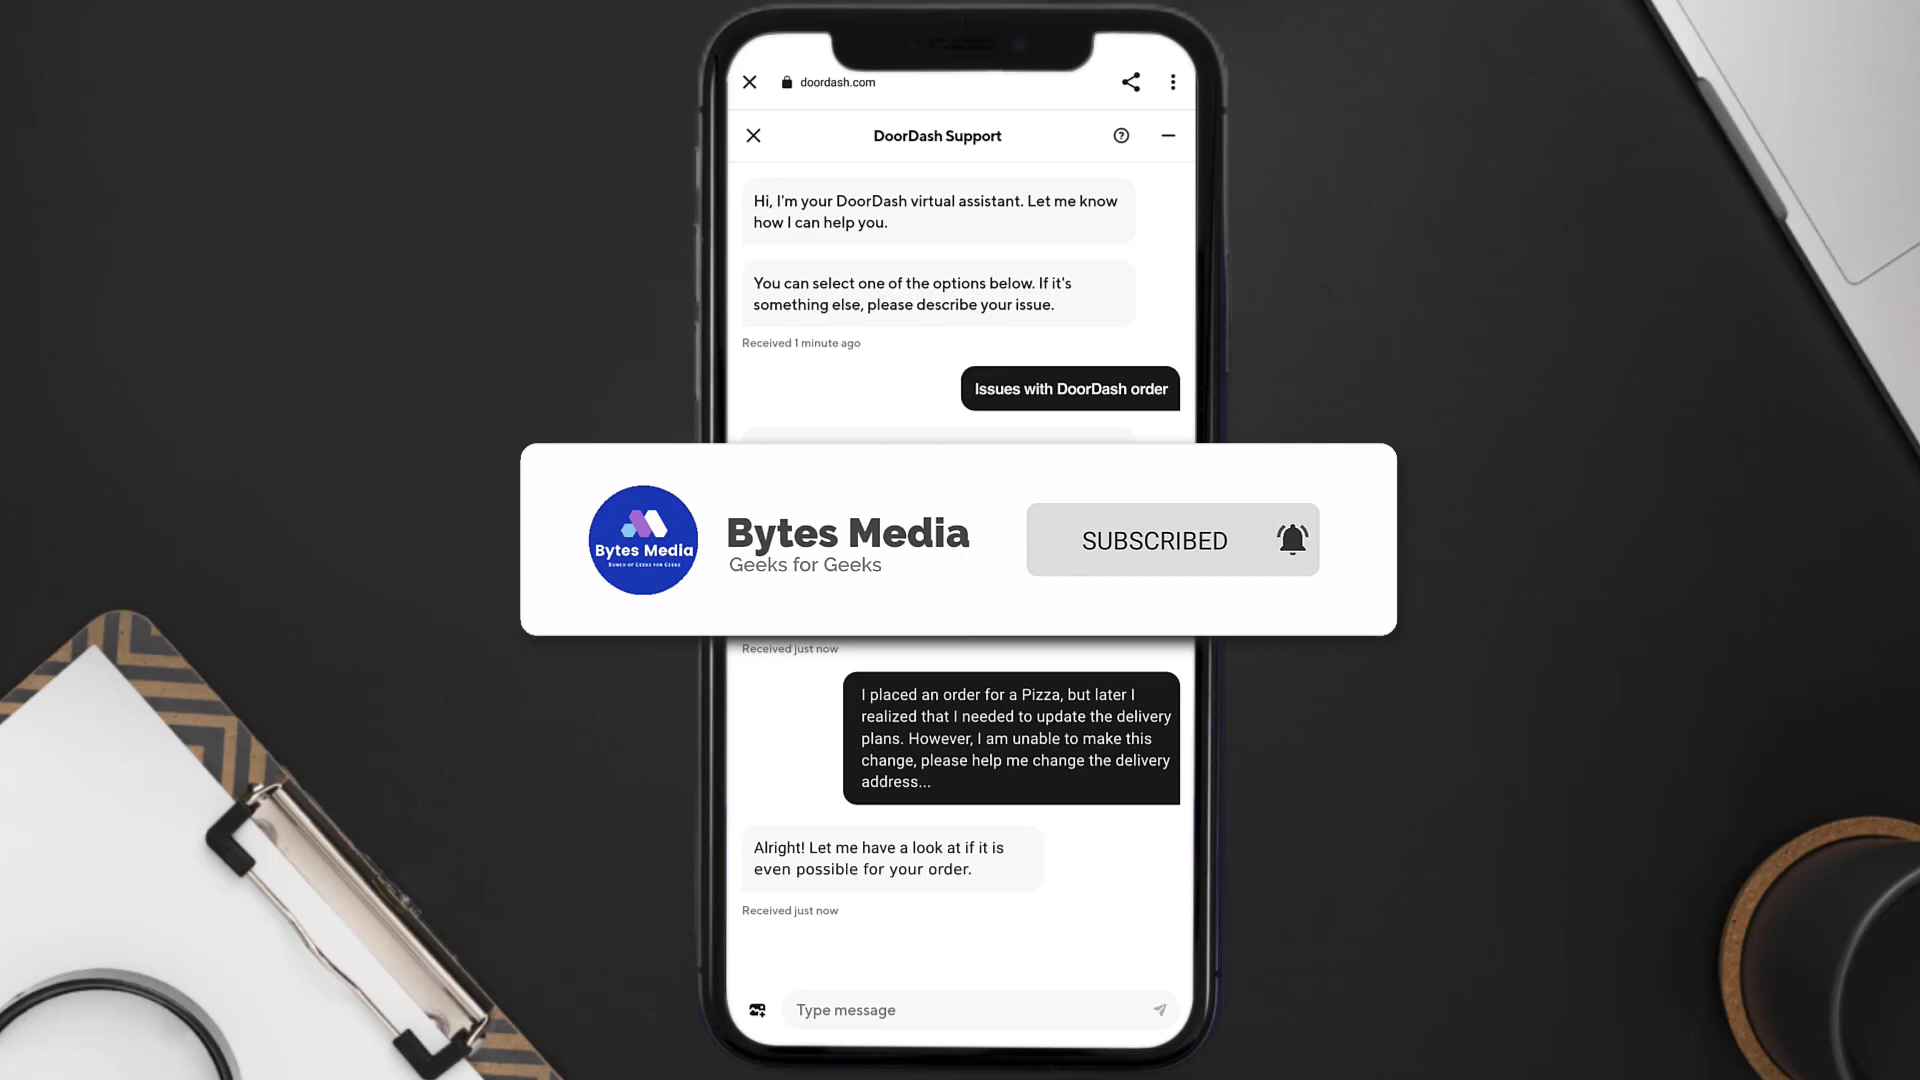 doordash.com
DoorDash Support
Hi, I'm your DoorDash virtual assistant. Let me know
how I can help you.
You can select one of the options below. If it's
something else, please describe your issue.
Received 1 minute ago
Issues with DoorDash order
Bytes Media
BUNCH OF GEEKS FOR GEEKS
Bytes Media
Geeks for Geeks
SUBSCRIBED
Received just now
I placed an order for a Pizza, but later I
realized that I needed to update the delivery
plans. However, I am unable to make this
change, please help me change the delivery
address...
Alright! Let me have a look at if it is
even possible for your order.
Received just now
Type message